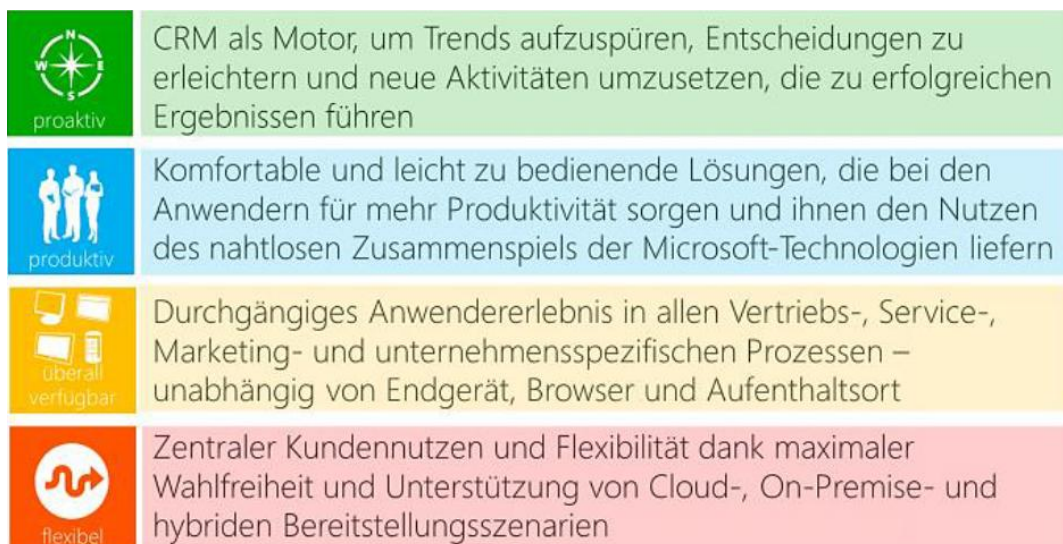 N
W E
S
proaktiv
CRM als Motor, um Trends aufzuspüren, Entscheidungen zu
erleichtern und neue Aktivitäten umzusetzen, die zu erfolgreichen
Ergebnissen führen
produktiv
Komfortable und leicht zu bedienende Lösungen, die bei den
Anwendern für mehr Produktivität sorgen und ihnen den Nutzen
des nahtlosen Zusammenspiels der Microsoft-Technologien liefern
überall
verfügbar
Durchgängiges Anwendererlebnis in allen Vertriebs-, Service-,
Marketing- und unternehmensspezifischen Prozessen –
unabhängig von Endgerät, Browser und Aufenthaltsort
flexibel
Zentraler Kundennutzen und Flexibilität dank maximaler
Wahlfreiheit und Unterstützung von Cloud-, On-Premise- und
hybriden Bereitstellungsszenarien